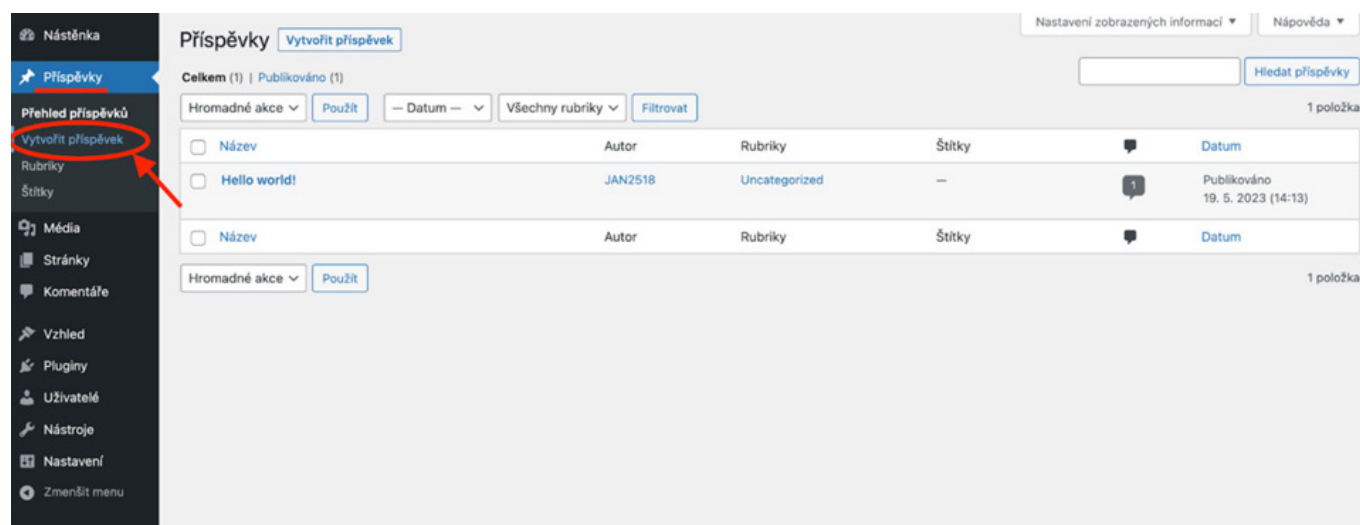 Nástěnka
Příspěvky
Přehled příspěvků
Vytvořit příspěvek
Rubriky
Štítky
Média
Stránky
Komentáře
Vzhled
Pluginy
Uživatelé
Nástroje
Nastavení
Zmenšit menu
Nastavení zobrazených informací ▼ Nápověda ▼
Příspěvky Vytvořit příspěvek
Celkem (1) | Publikováno (1)
Hledat příspěvky
Hromadné akce Použít — Datum — Všechny rubriky Filtrovat
1 položka
Název Autor Rubriky Štítky Datum
Hello world! JAN2518 Uncategorized — 1 Publikováno
19. 5. 2023 (14:13)
Název Autor Rubriky Štítky Datum
Hromadné akce Použít
1 položka